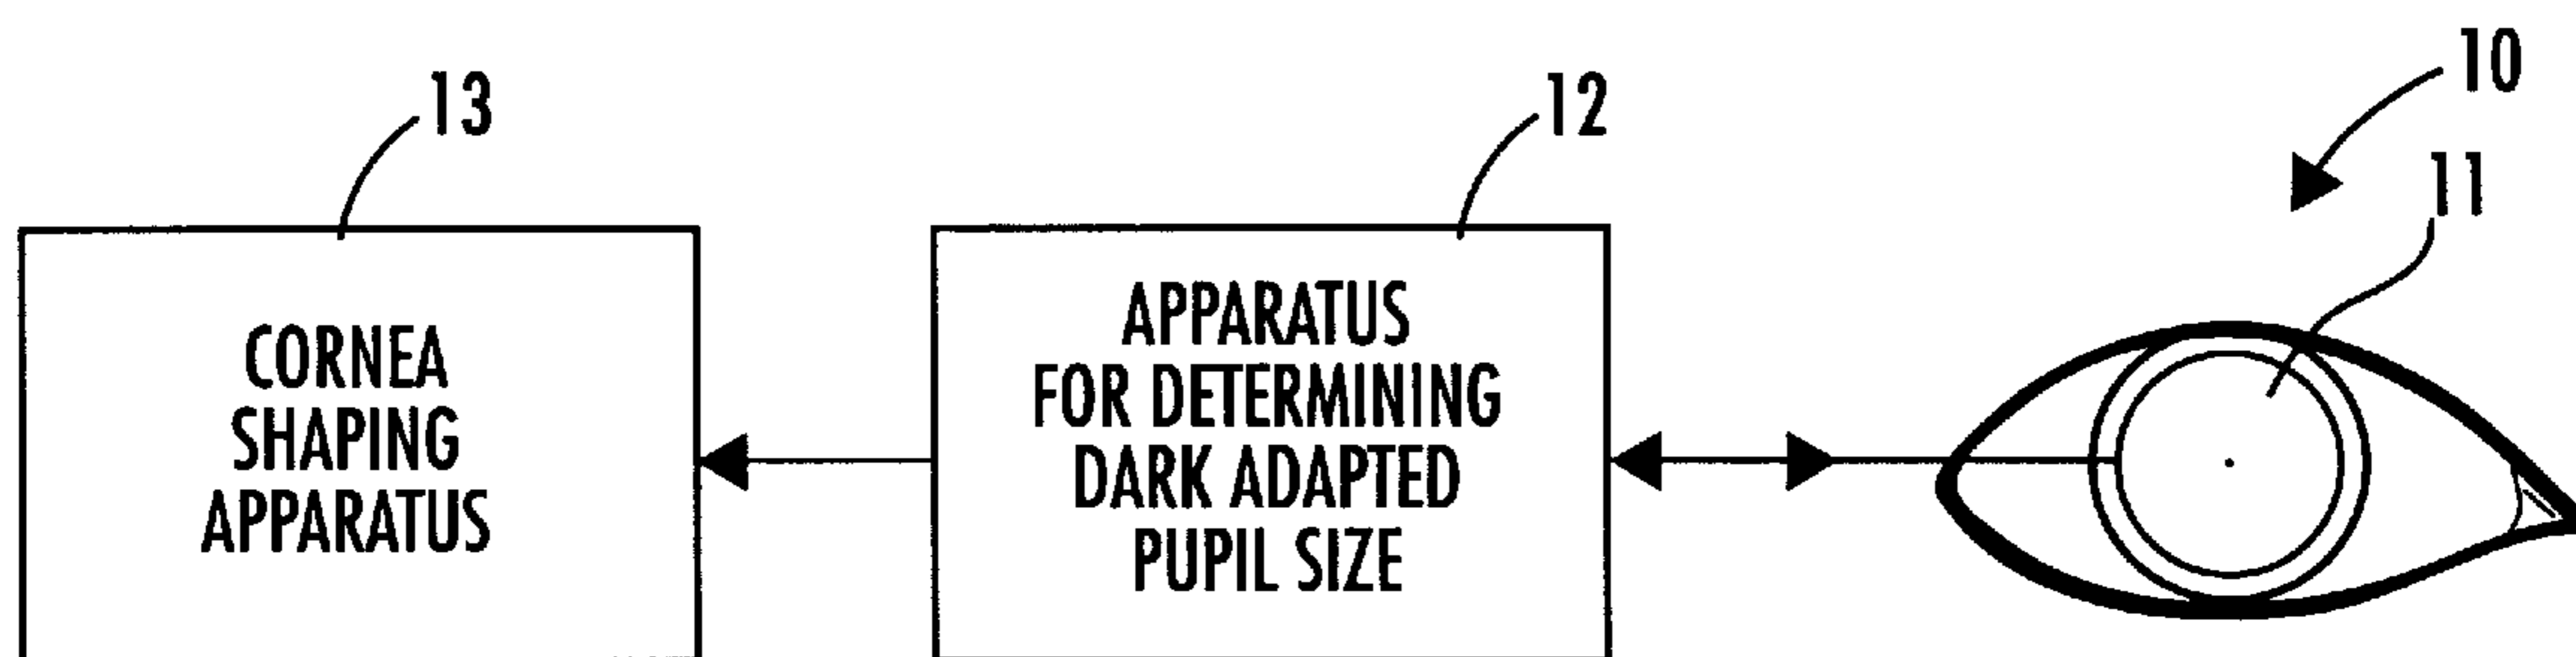 13
12
10
11
CORNEA
SHAPING
APPARATUS
APPARATUS
FOR DETERMINING
DARK ADAPTED
PUPIL SIZE